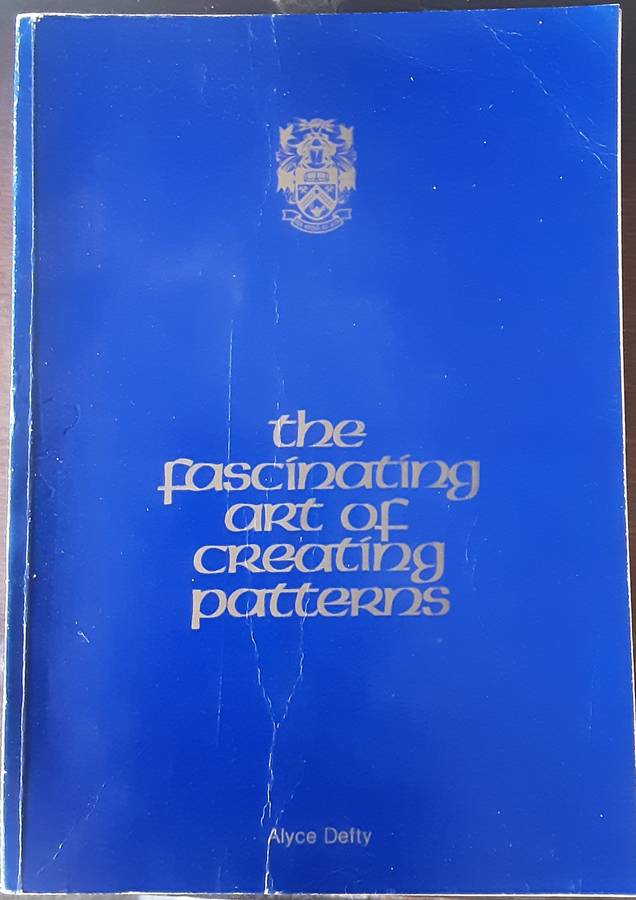 the
fascinating
art of
creating
patterns
Alyce Defty